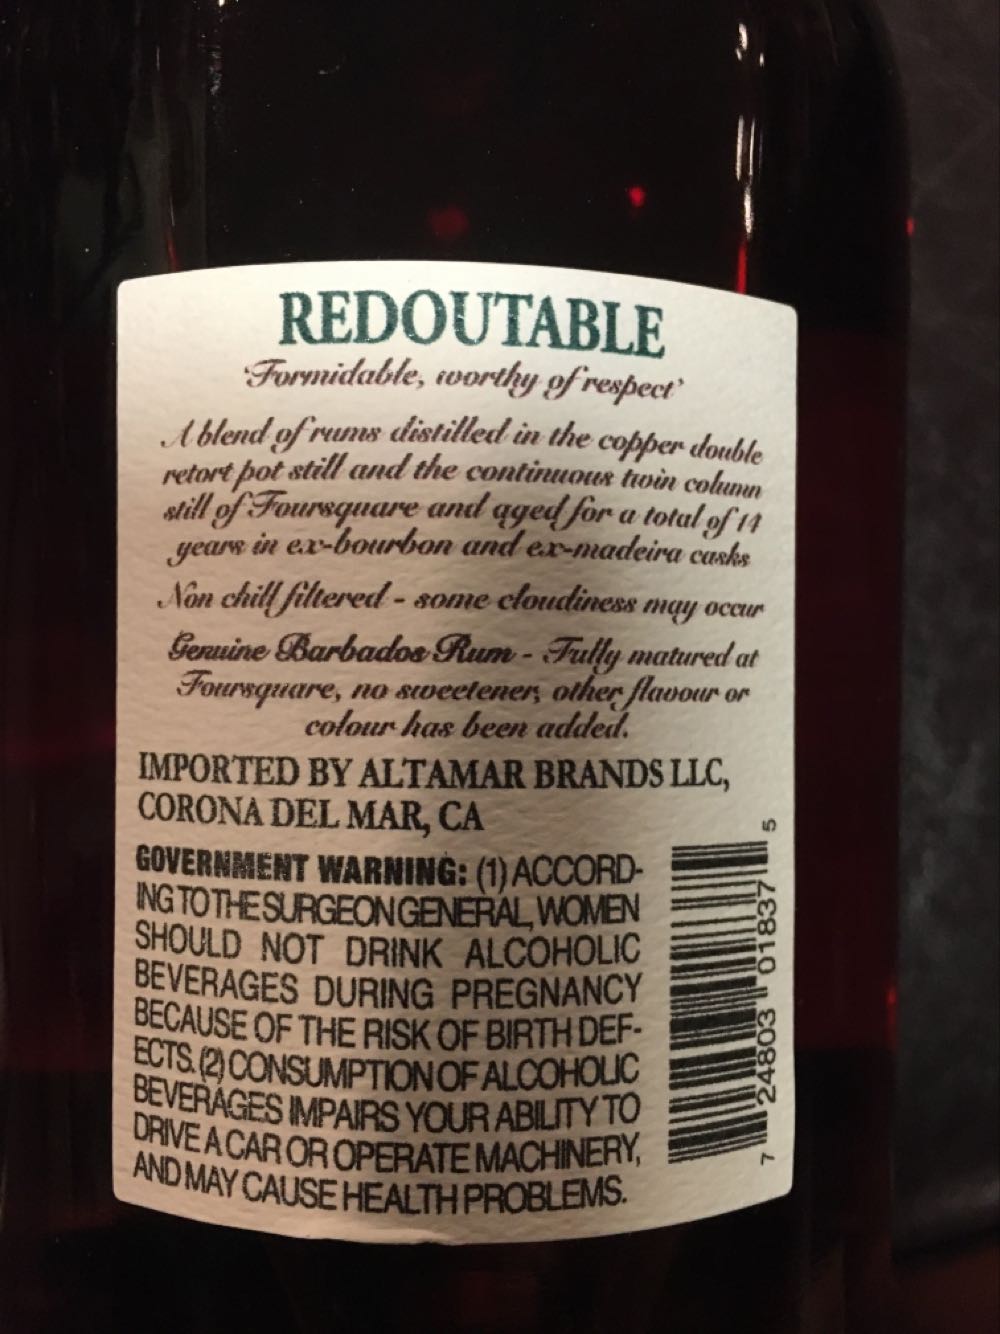 REDOUTABLE
'Formidable, worthy of respect'
A blend of rums distilled in the copper double
retort pot still and the continuous twin column
still of Foursquare and aged for a total of 14
years in ex-bourbon and ex-madeira casks
Non chill filtered - some cloudiness may occur
Genuine Barbados Rum - Fully matured at
Foursquare, no sweetener, other flavour or
colour has been added.
IMPORTED BY ALTAMAR BRANDS LLC,
CORONA DEL MAR, CA
GOVERNMENT WARNING: (1) ACCORD-
ING TO THE SURGEON GENERAL, WOMEN
SHOULD NOT DRINK ALCOHOLIC
BEVERAGES DURING PREGNANCY
BECAUSE OF THE RISK OF BIRTH DEF-
ECTS. (2) CONSUMPTION OF ALCOHOLIC
BEVERAGES IMPAIRS YOUR ABILITY TO
DRIVE A CAR OR OPERATE MACHINERY,
AND MAY CAUSE HEALTH PROBLEMS.
7 24803 01837 5